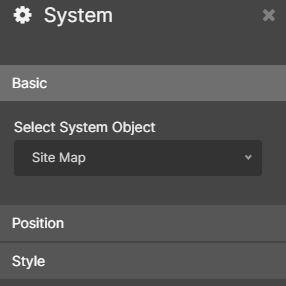 System
Basic
Select System Object
Site Map
Position
Style